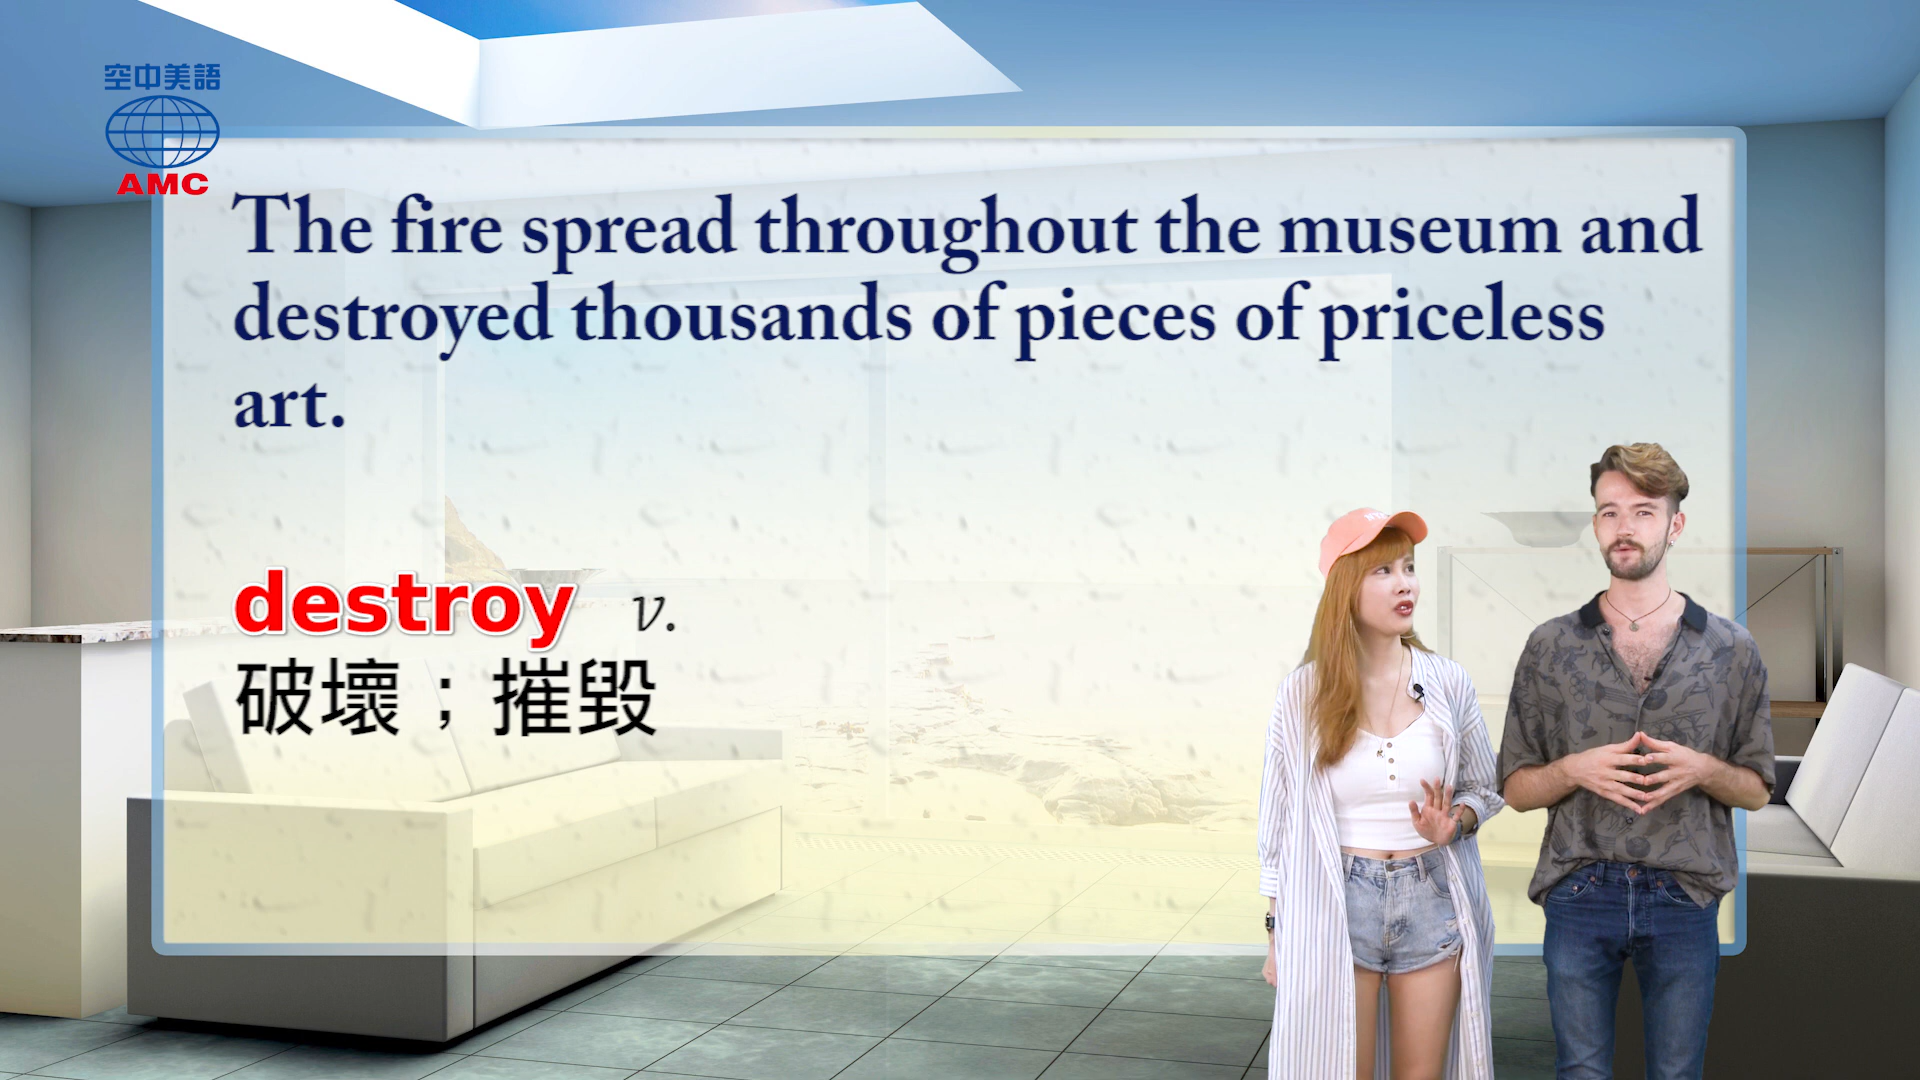 空中美語
AMC
The fire spread throughout the museum and
destroyed thousands of pieces of priceless
art.
destroy v.
破壞；摧毀